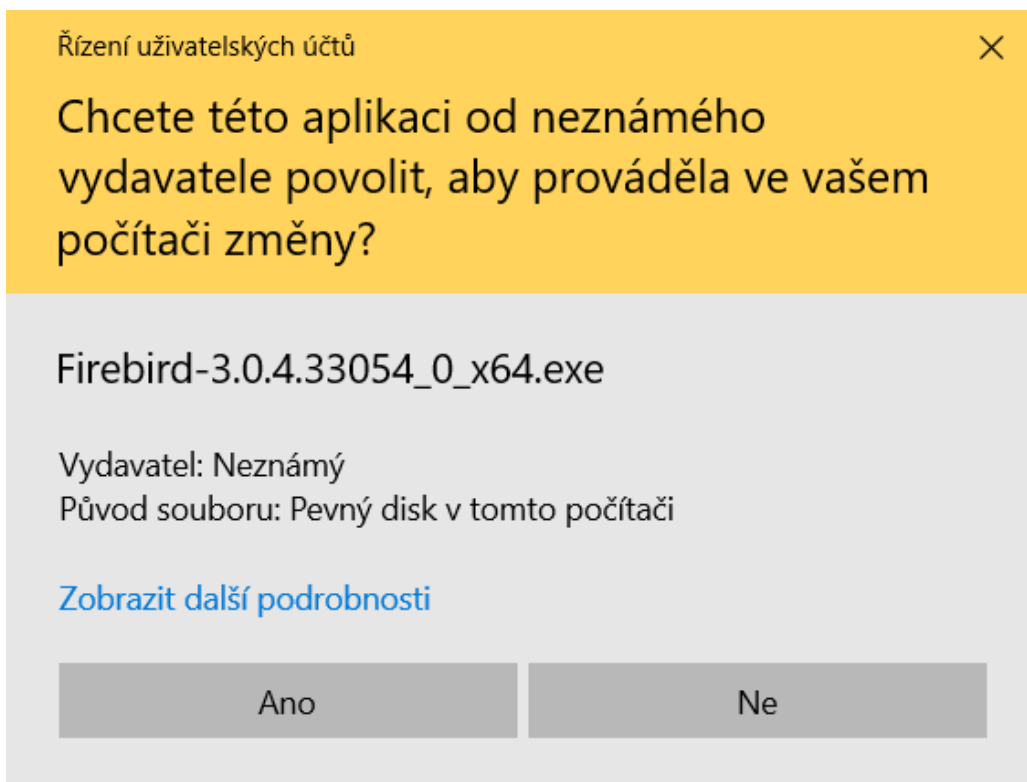 Řízení uživatelských účtů
Chcete této aplikaci od neznámého
vydavatele povolit, aby prováděla ve vašem
počítači změny?
Firebird-3.0.4.33054_0_x64.exe
Vydavatel: Neznámý
Původ souboru: Pevný disk v tomto počítači
Zobrazit další podrobnosti
Ano
Ne